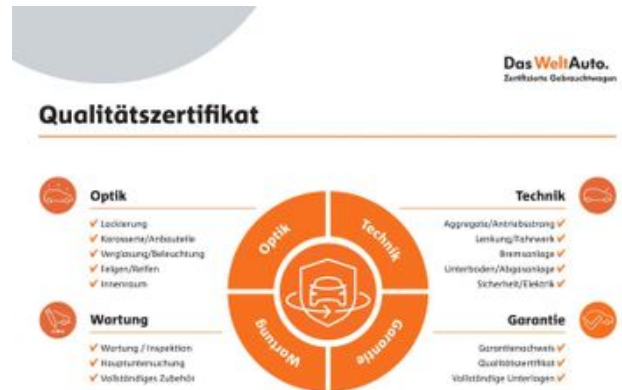 Das WeltAuto.
Zertifizierte Gebrauchtwagen
Qualitätszertifikat
Optik
✔ Lackierung
✔ Karosserie/Anbauteile
✔ Verglasung/Beleuchtung
✔ Felgen/Reifen
✔ Innenraum
Technik
Aggregate/Antriebsstrang ✔
Lenkung/Fahrwerk ✔
Bremsanlage ✔
Unterboden/Abgasanlage ✔
Sicherheit/Elektrik ✔
Optik
Technik
Wartung
Garantie
Wartung
✔ Wartung / Inspektion
✔ Hauptuntersuchung
✔ Vollständiges Zubehör
Garantie
Garantienachweis ✔
Qualitätszertifikat ✔
Vollständige Unterlagen ✔